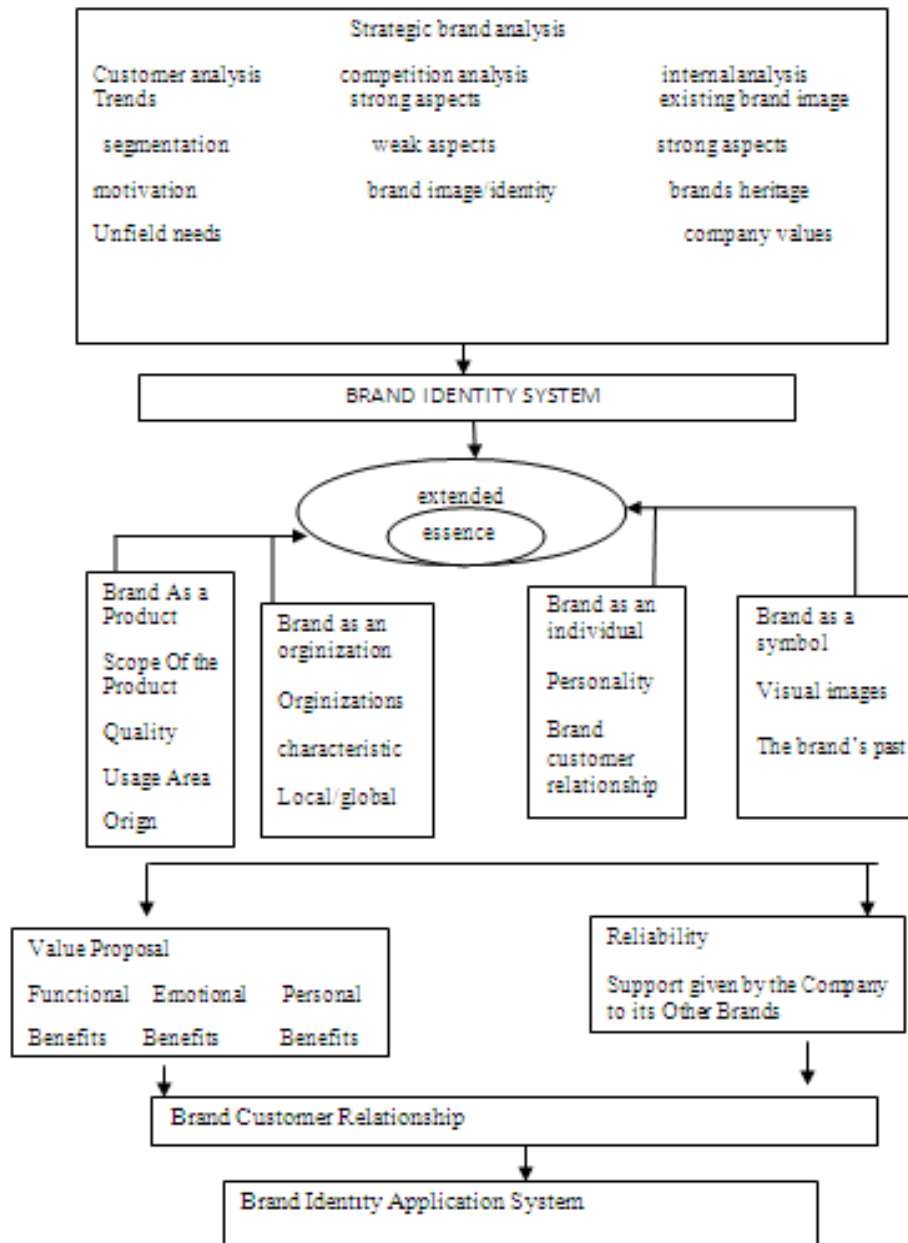 Strategic brand analysis
Customer analysis competition analysis internalanalysis
Trends strong aspects existing brand image
segmentation weak aspects strong aspects
motivation brand image/identity brands heritage
Unfield needs company values
BRAND IDENTITY SYSTEM
extended
essence
Brand As a
Product
Scope Of the
Product
Quality
Usage Area
Orign
Brand as an
orginization
Orginizations
characteristic
Local/global
Brand as an
individual
Personality
Brand
customer
relationship
Brand as a
symbol
Visual images
The brand's past
Value Proposal
Functional Emotional Personal
Benefits Benefits Benefits
Reliability
Support given by the Company
to its Other Brands
Brand Customer Relationship
Brand Identity Application System